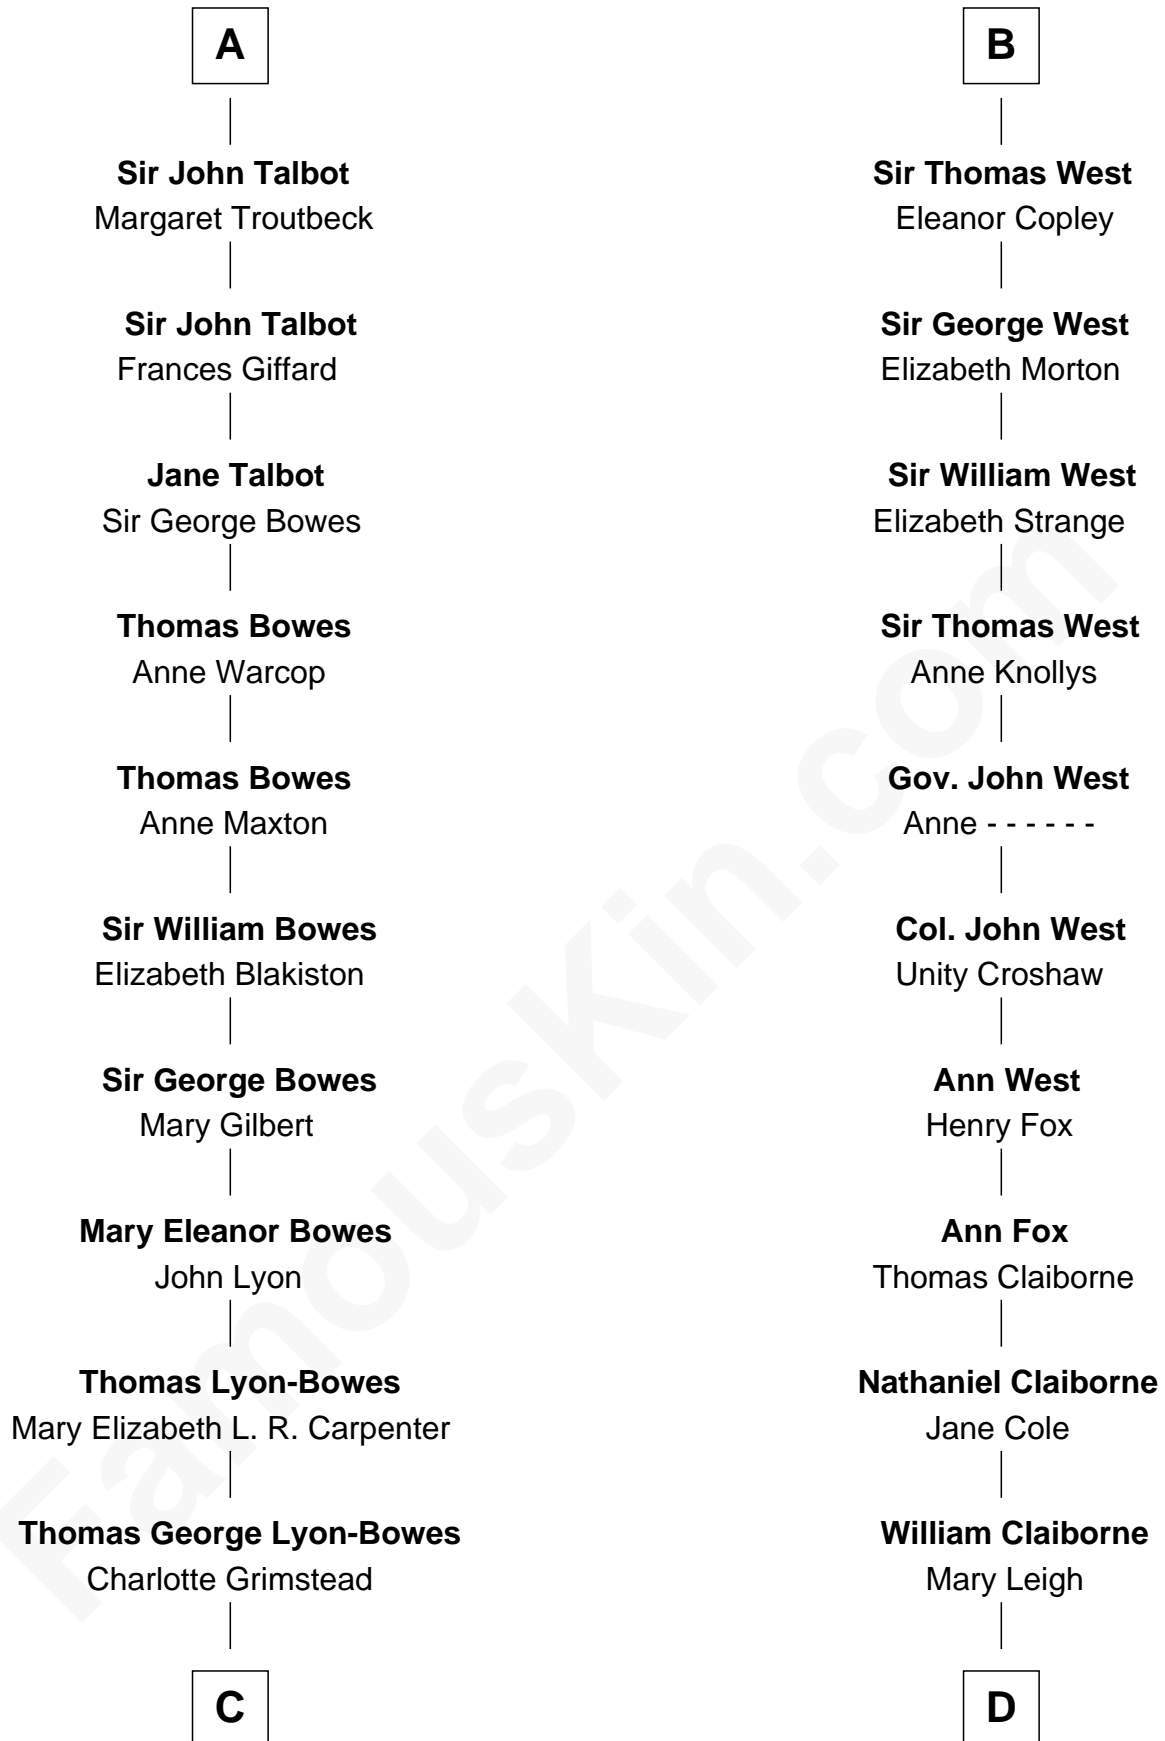 A
Sir John Talbot
Margaret Troutbeck
Sir John Talbot
Frances Giffard
Jane Talbot
Sir George Bowes
Thomas Bowes
Anne Warcop
Thomas Bowes
Anne Maxton
Sir William Bowes
Elizabeth Blakiston
Sir George Bowes
Mary Gilbert
Mary Eleanor Bowes
John Lyon
Thomas Lyon-Bowes
Mary Elizabeth L. R. Carpenter
Thomas George Lyon-Bowes
Charlotte Grimstead
C
B
Sir Thomas West
Eleanor Copley
Sir George West
Elizabeth Morton
Sir William West
Elizabeth Strange
Sir Thomas West
Anne Knollys
Gov. John West
Anne - - - - - -
Col. John West
Unity Croshaw
Ann West
Henry Fox
Ann Fox
Thomas Claiborne
Nathaniel Claiborne
Jane Cole
William Claiborne
Mary Leigh
D
FamousKin.com